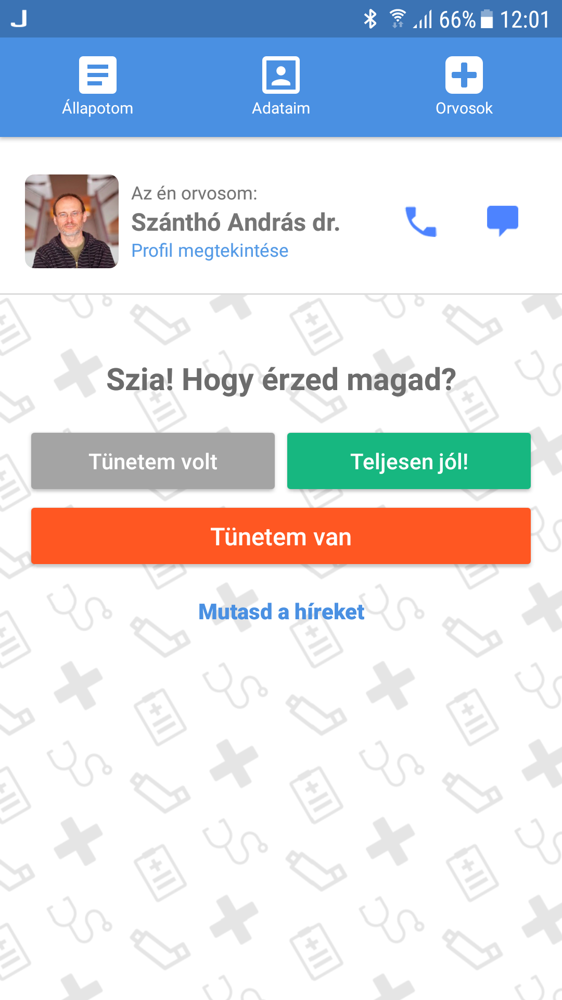 66% 12:01
Állapotom Adataim Orvosok
Az én orvosom:
Szánthó András dr.
Profil megtekintése
Szia! Hogy érzed magad?
Tünetem volt Teljesen jól!
Tünetem van
Mutasd a híreket